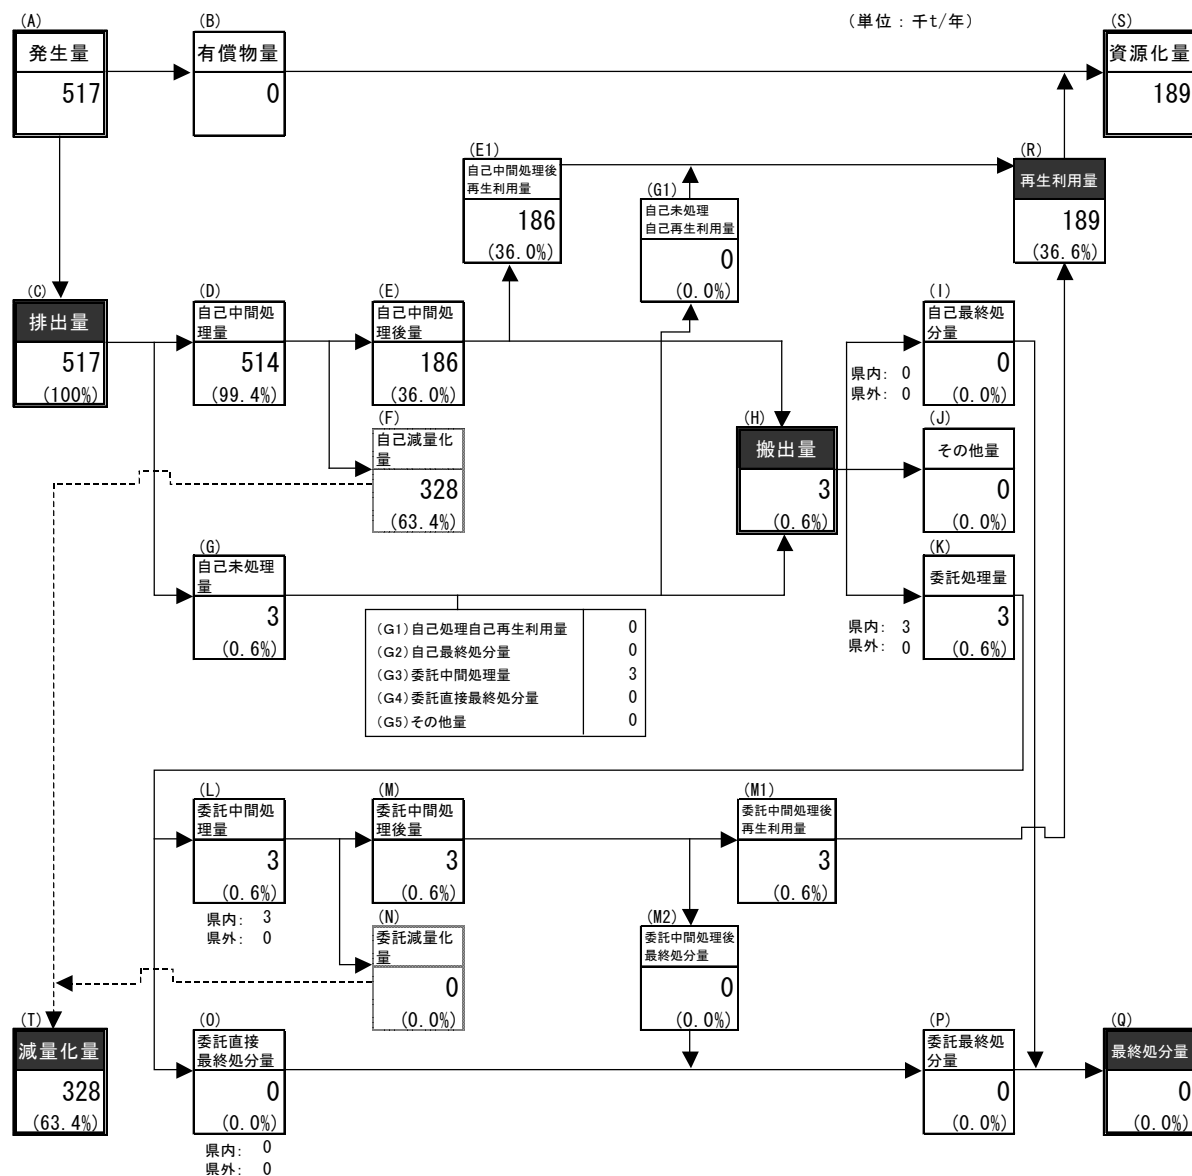 (単位：千t/年)
(A)
発生量
517
(B)
有償物量
0
(S)
資源化量
189
(E1)
自己中間処理後
再生利用量
186
(36.0%)
(G1)
自己未処理
自己再生利用量
0
(0.0%)
(R)
再生利用量
189
(36.6%)
(C)
排出量
517
(100%)
(D)
自己中間処
理量
514
(99.4%)
(E)
自己中間処
理後量
186
(36.0%)
(F)
自己減量化
量
328
(63.4%)
(H)
搬出量
3
(0.6%)
(I)
自己最終処
分量
0
(0.0%)
県内: 0
県外: 0
(J)
その他量
0
(0.0%)
(G)
自己未処理
量
3
(0.6%)
(K)
委託処理量
3
(0.6%)
県内: 3
県外: 0
(G1)自己処理自己再生利用量 0
(G2)自己最終処分量 0
(G3)委託中間処理量 3
(G4)委託直接最終処分量 0
(G5)その他量 0
(L)
委託中間処
理量
3
(0.6%)
県内: 3
県外: 0
(M)
委託中間処
理後量
3
(0.6%)
(M1)
委託中間処理後
再生利用量
3
(0.6%)
(N)
委託減量化
量
0
(0.0%)
(M2)
委託中間処理後
最終処分量
0
(0.0%)
(T)
減量化量
328
(63.4%)
(O)
委託直接
最終処分量
0
(0.0%)
県内: 0
県外: 0
(P)
委託最終処
分量
0
(0.0%)
(Q)
最終処分量
0
(0.0%)